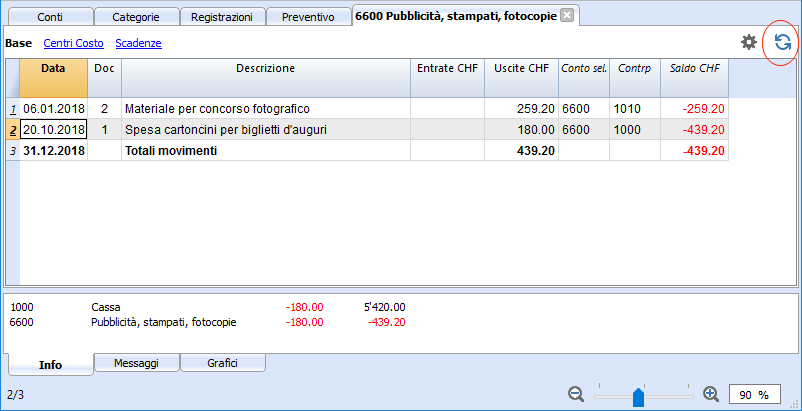 Conti Categorie Registrazioni Preventivo 6600 Pubblicità, stampati, fotocopie
Base Centri Costo Scadenze
Data Doc Descrizione Entrate CHF Uscite CHF Conto sel. Contrp Saldo CHF
1 06.01.2018 2 Materiale per concorso fotografico 259.20 6600 1010 -259.20
2 20.10.2018 1 Spesa cartoncini per biglietti d'auguri 180.00 6600 1000 -439.20
3 31.12.2018 Totali movimenti 439.20 -439.20
1000 Cassa -180.00 5'420.00
6600 Pubblicità, stampati, fotocopie -180.00 -439.20
Info Messaggi Grafici
2/3 90 %